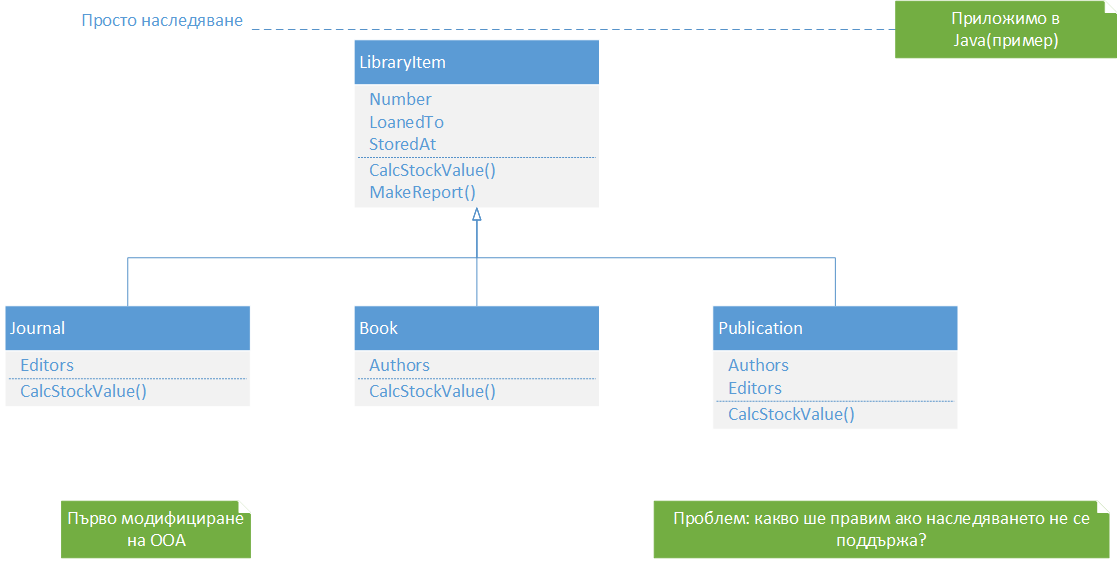 Просто наследяване
Приложимо в
Java(пример)
LibraryItem
Number
LoanedTo
StoredAt
CalcStockValue()
MakeReport()
Journal
Editors
CalcStockValue()
Book
Authors
CalcStockValue()
Publication
Authors
Editors
CalcStockValue()
Първо модифициране
на ООА
Проблем: какво ше правим ако наследяването не се
поддържа?